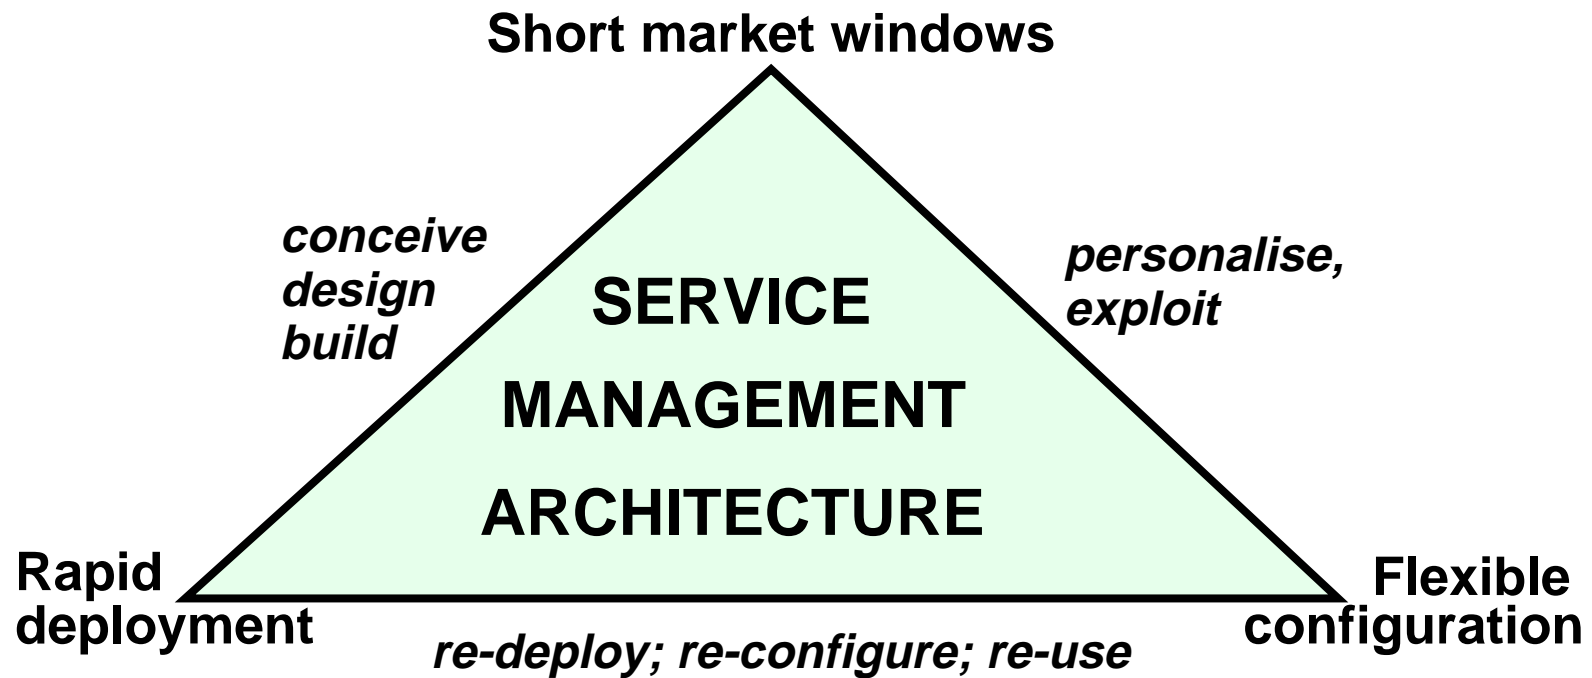 Short market windows
conceive
design
build
personalise,
exploit
SERVICE
MANAGEMENT
ARCHITECTURE
Rapid
deployment
Flexible
configuration
re-deploy; re-configure; re-use